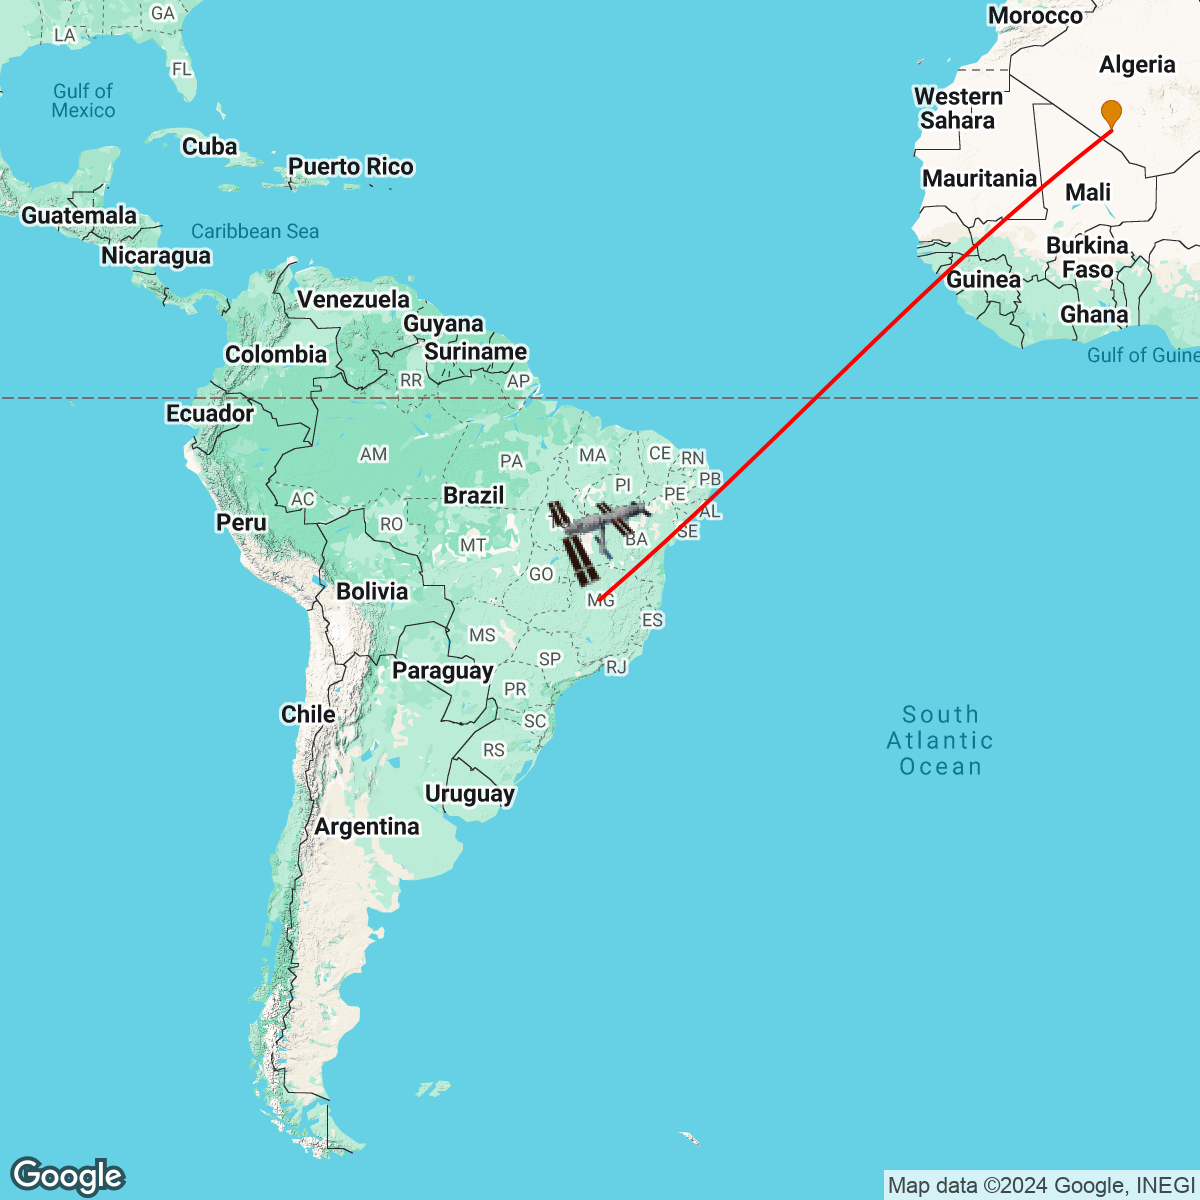 GA
Morocco
LA
Algeria
FL
Gulf of
Mexico
Western
Sahara
Cuba
Puerto Rico
Mauritania
Mali
Guatemala
Caribbean Sea
Nicaragua
Burkina
Faso
Guinea
Venezuela
Ghana
Guyana
Colombia
Suriname
Gulf of Guine
RR
AP
Ecuador
AM
PA
MA
CE
RN
PI
PB
PE
AC
Brazil
AL
Peru
RO
SE
MT
BA
GO
Bolivia
MG
ES
MS
SP
RJ
Paraguay
PR
Chile
SC
South
Atlantic
Ocean
RS
Uruguay
Argentina
Google
Map data ©2024 Google, INEGI